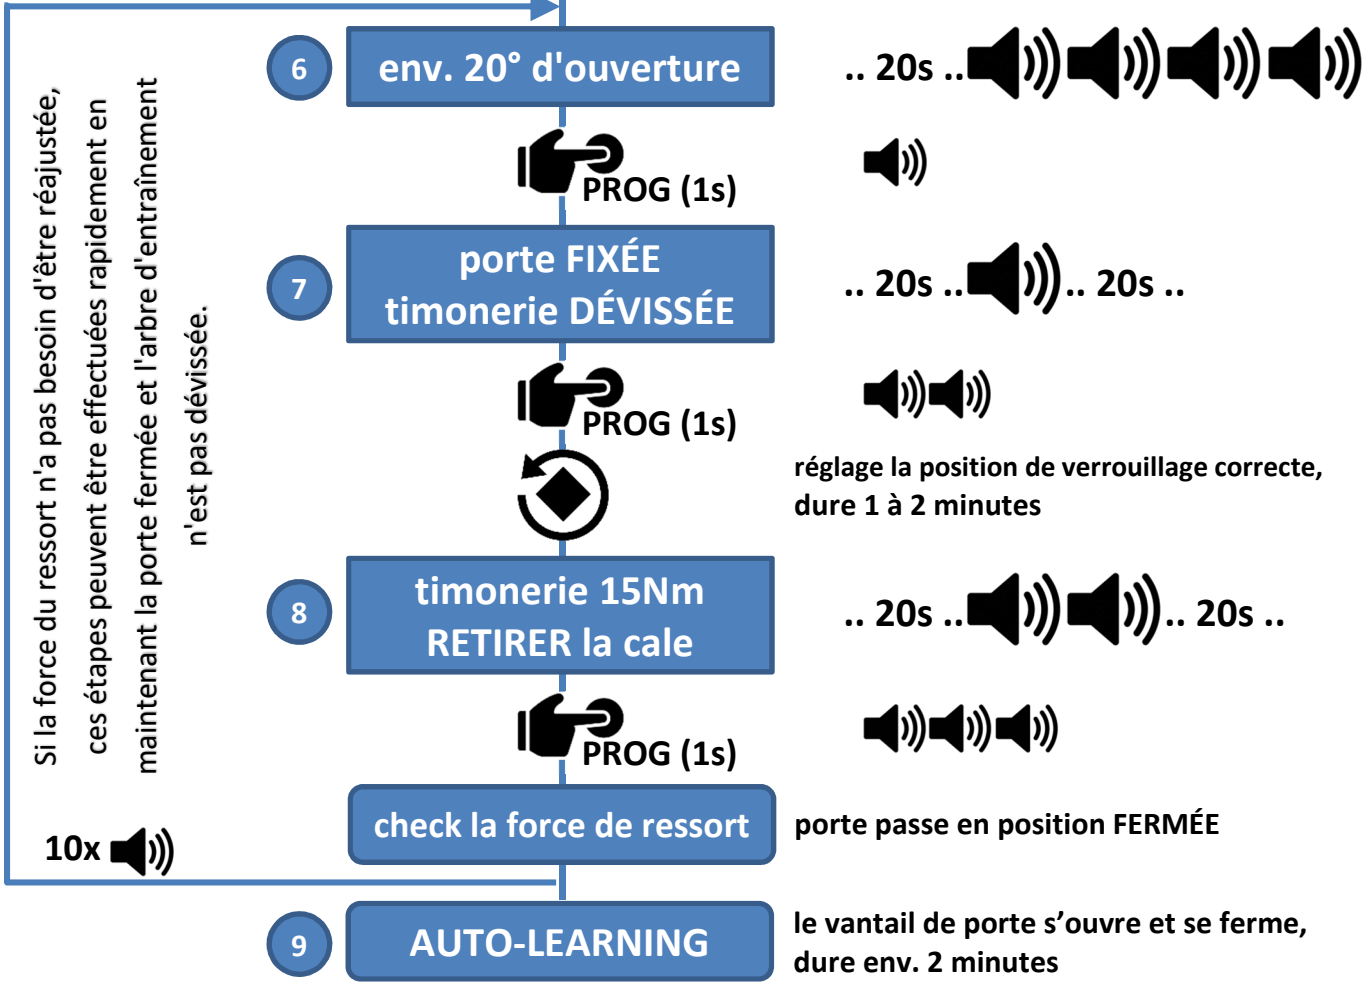 Si la force du ressort n'a pas besoin d'être réajustée,
ces étapes peuvent être effectuées rapidement en
maintenant la porte fermée et l'arbre d'entraînement
n'est pas dévissée.
10x
6
env. 20° d'ouverture
.. 20s ..
PROG (1s)
7
porte FIXÉE
timonerie DÉVISSÉE
.. 20s .. .. 20s ..
PROG (1s)
réglage la position de verrouillage correcte,
dure 1 à 2 minutes
8
timonerie 15Nm
RETIRER la cale
.. 20s .. .. 20s ..
PROG (1s)
check la force de ressort
porte passe en position FERMÉE
9
AUTO-LEARNING
le vantail de porte s’ouvre et se ferme,
dure env. 2 minutes